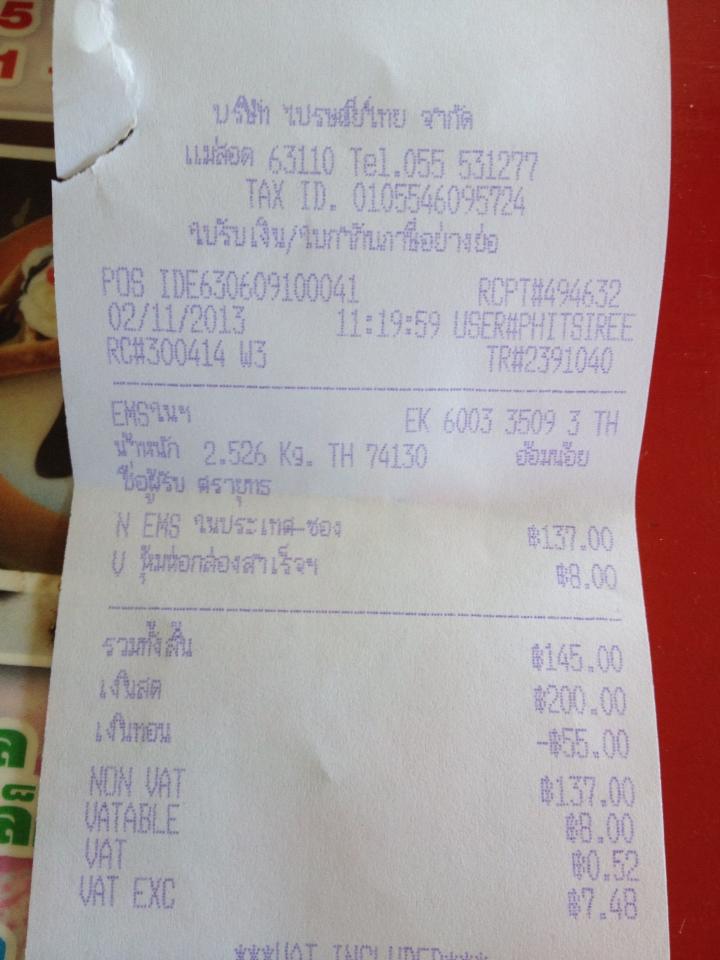 5
1
บริษัท ไปรษณีย์ไทย จำกัด
แม่สอด 63110 Tel.055 531277
TAX ID. 0105546095724
ใบรับเงิน/ใบกำกับภาษีอย่างย่อ
POS IDE630609100041 RCPT#494632
02/11/2013 11:19:59 USER#PHITSIREE
RC#300414 W3 TR#2391040
EMSในฯ EK 6003 3509 3 TH
น้ำหนัก 2.526 Kg. TH 74130 อ้อมน้อย
ชื่อผู้รับ ศรายุทธ
N EMS ในประเทศ-ซอง ฿137.00
U หุ้มห่อกล่องสำเร็จฯ ฿8.00
รวมทั้งสิ้น ฿145.00
เงินสด ฿200.00
เงินทอน -฿55.00
NON VAT ฿137.00
VATABLE ฿8.00
VAT ฿0.52
VAT EXC ฿7.48
***VAT INCLUDED***